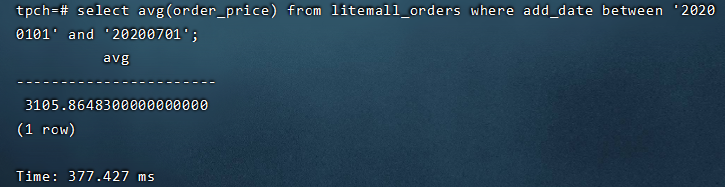 tpch=# select avg(order_price) from litemall_orders where add_date between '2020
0101' and '20200701';
avg
-----------------------
3105.8648300000000000
(1 row)
Time: 377.427 ms